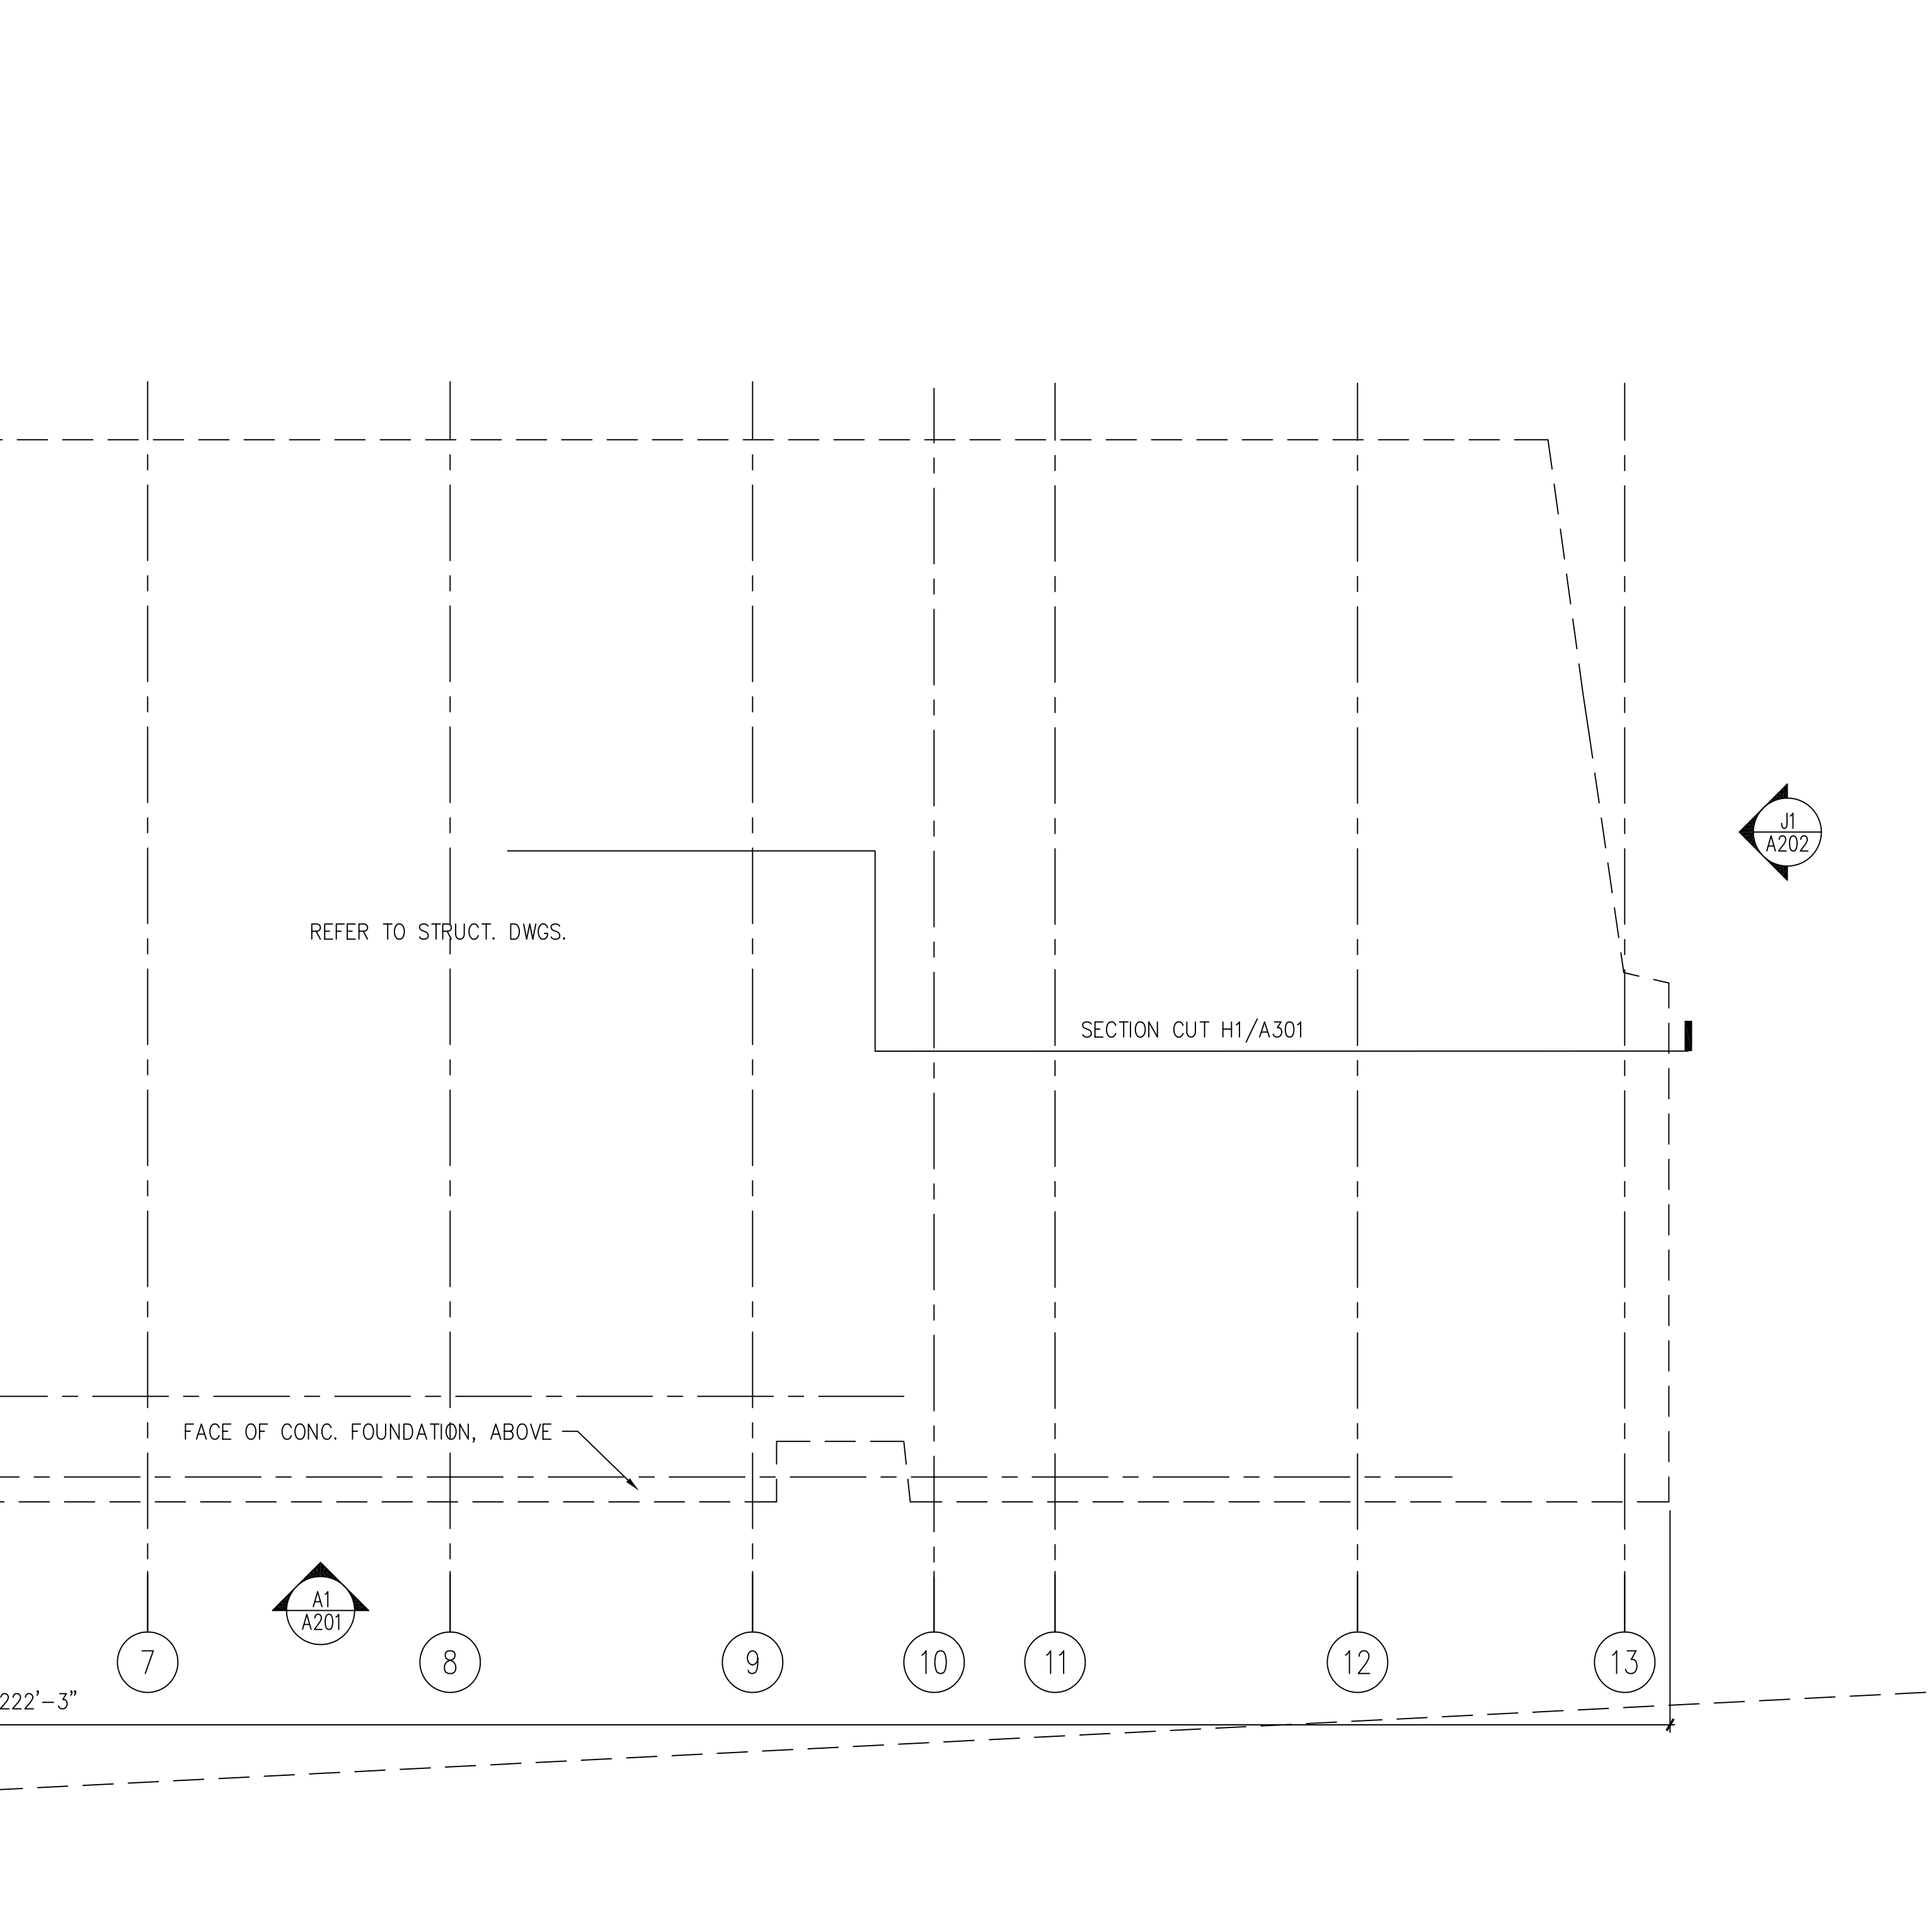 J1
A202
REFER TO STRUCT. DWGS.
SECTION CUT H1/A301
FACE OF CONC. FOUNDATION, ABOVE
A1
A201
7
8
9
10
11
12
13
222'-3"